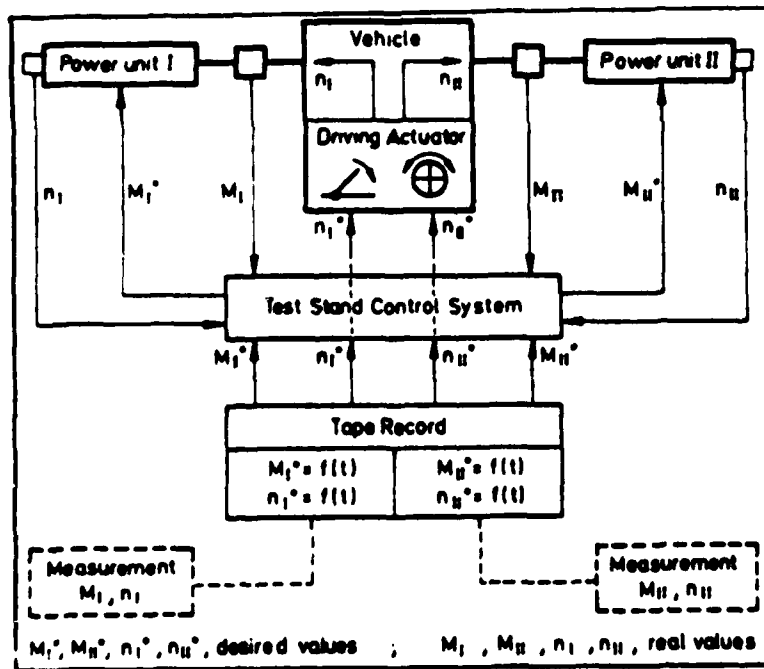 Vehicle
Power unit I
Power unit II
n_I
n_II
Driving Actuator
n_I
M_I*
M_I
M_II
M_II*
n_II
n_I*
n_II*
Test Stand Control System
M_I*
n_I*
n_II*
M_II*
Tape Record
M_I* = f(t)
M_II* = f(t)
n_I* = f(t)
n_II* = f(t)
Measurement
M_I, n_I
Measurement
M_II, n_II
M_I*, M_II*, n_I*, n_II*, desired values ; M_I, M_II, n_I, n_II, real values